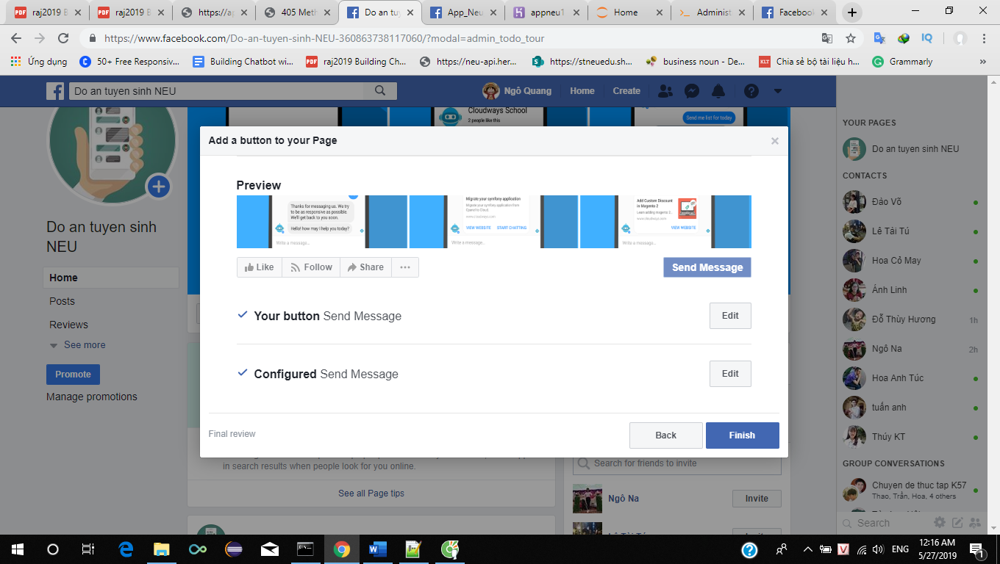 raj2019 B
raj2019 B
https://ap
405 Meth
Do an tuy
App_Neu
appneu1
Home
Administ
Facebook
https://www.facebook.com/Do-an-tuyen-sinh-NEU-360863738117060/?modal=admin_todo_tour
Ứng dụng
50+ Free Responsiv...
Building Chatbot wi...
raj2019 Building Ch...
https://neu-api.her...
https://stneuedu.sh...
business noun - De...
Chia sẻ bộ tài liệu h...
Grammarly
»
Do an tuyen sinh NEU
Ngô Quang
Home
Create
Do an tuyen sinh
NEU
Home
Posts
Reviews
See more
Promote
Manage promotions
Cloudways School
2 people like this
Send me list for today
Add a button to your Page
Preview
Thanks for messaging us. We try
to be as responsive as possible
We'll get back to you soon.
Hello! how may I help you today?
Write a message...
Migrate your symfony application
Migrate your symfony application from
Openal to Cloud.
www.cloudways.com
VIEW WEBSITE
START CHATTING
Write a message...
Add Custom Discount
in Magento 2
Learn adding magento 2...
www.cloudways...
VIEW WEBSITE
Write a message...
Like
Follow
Share
Send Message
Your button Send Message
Edit
Configured Send Message
Edit
Final review
Back
Finish
in search results when people look for you online.
See all Page tips
Search for friends to invite
Ngô Na
Invite
YOUR PAGES
Do an tuyen sinh NEU
CONTACTS
Đáo Võ
Lê Tài Tú
Hoa Cỏ May
Ánh Linh
Đỗ Thùy Hương
1h
Ngô Na
2h
Hoa Anh Túc
tuấn anh
Thúy KT
GROUP CONVERSATIONS
Chuyen de thuc tap K57
Thao, Trần, Hoa, 4 others
Search
ENG
12:16 AM
5/27/2019
1